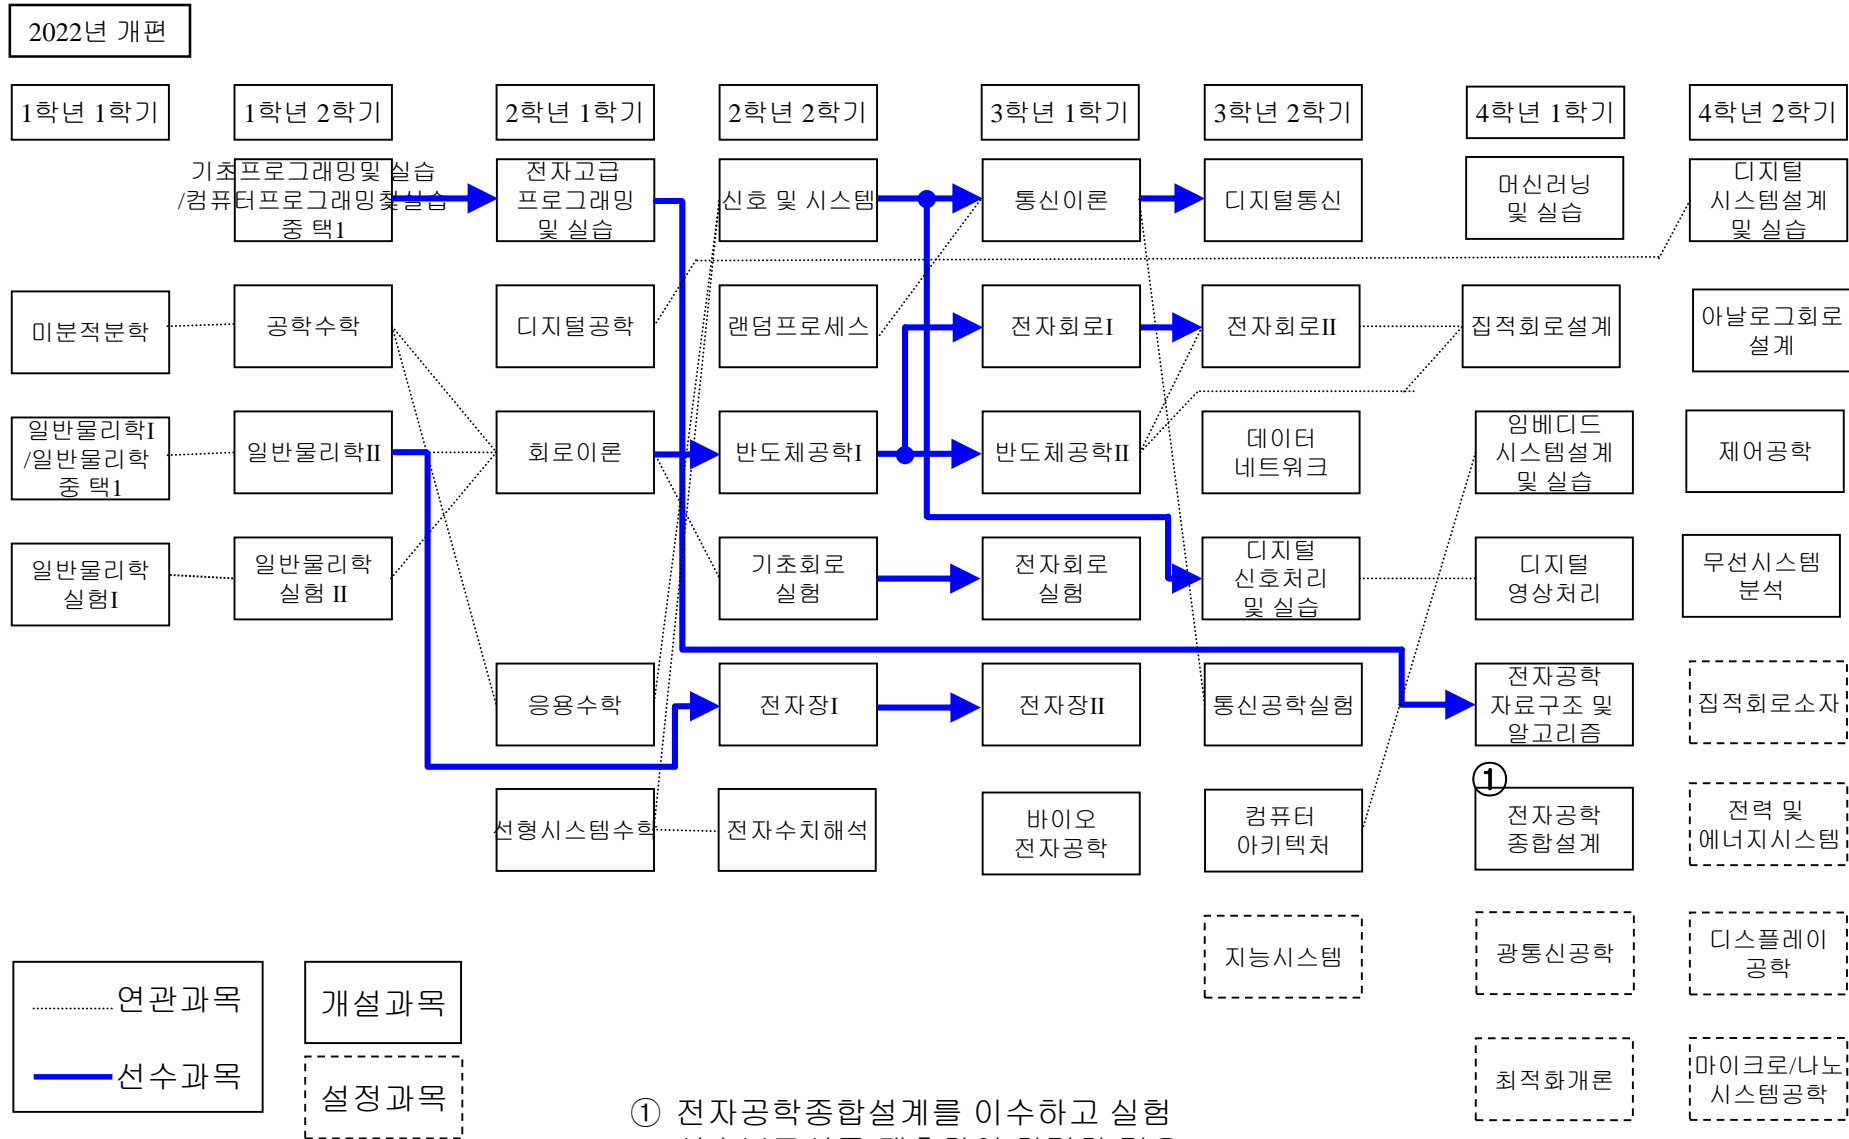 2022년 개편
1학년 1학기
1학년 2학기
2학년 1학기
2학년 2학기
3학년 1학기
3학년 2학기
4학년 1학기
4학년 2학기
기초프로그래밍및 실습
/컴퓨터프로그래밍및실습
중 택1
전자고급
프로그래밍
및 실습
신호 및 시스템
통신이론
디지털통신
머신러닝
및 실습
디지털
시스템설계
및 실습
미분적분학
공학수학
디지털공학
랜덤프로세스
전자회로I
전자회로II
집적회로설계
아날로그회로
설계
일반물리학I
/일반물리학
중 택1
일반물리학II
회로이론
반도체공학I
반도체공학II
데이터
네트워크
임베디드
시스템설계
및 실습
제어공학
일반물리학
실험I
일반물리학
실험 II
기초회로
실험
전자회로
실험
디지털
신호처리
및 실습
디지털
영상처리
무선시스템
분석
응용수학
전자장I
전자장II
통신공학실험
전자공학
자료구조 및
알고리즘
집적회로소자
선형시스템수학
전자수치해석
바이오
전자공학
컴퓨터
아키텍처
①
전자공학
종합설계
전력 및
에너지시스템
지능시스템
광통신공학
디스플레이
공학
최적화개론
마이크로/나노
시스템공학
연관과목
선수과목
개설과목
설정과목
① 전자공학종합설계를 이수하고 실험